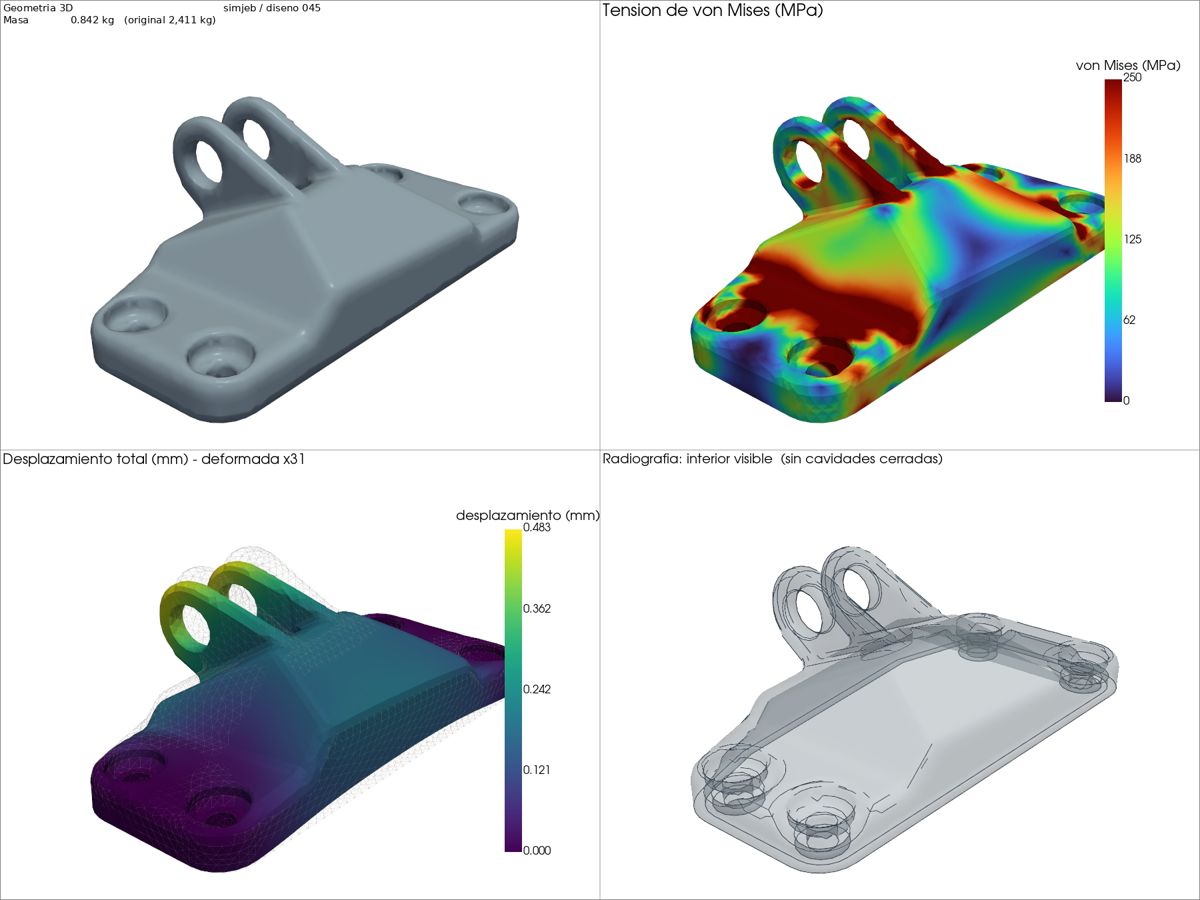 Geometria 3D simjeb / diseno 045
Masa 0.842 kg (original 2,411 kg)
Tension de von Mises (MPa)
von Mises (MPa)
250
188
125
62
0
Desplazamiento total (mm) - deformada x31
desplazamiento (mm)
0.483
0.362
0.242
0.121
0.000
Radiografia: interior visible (sin cavidades cerradas)